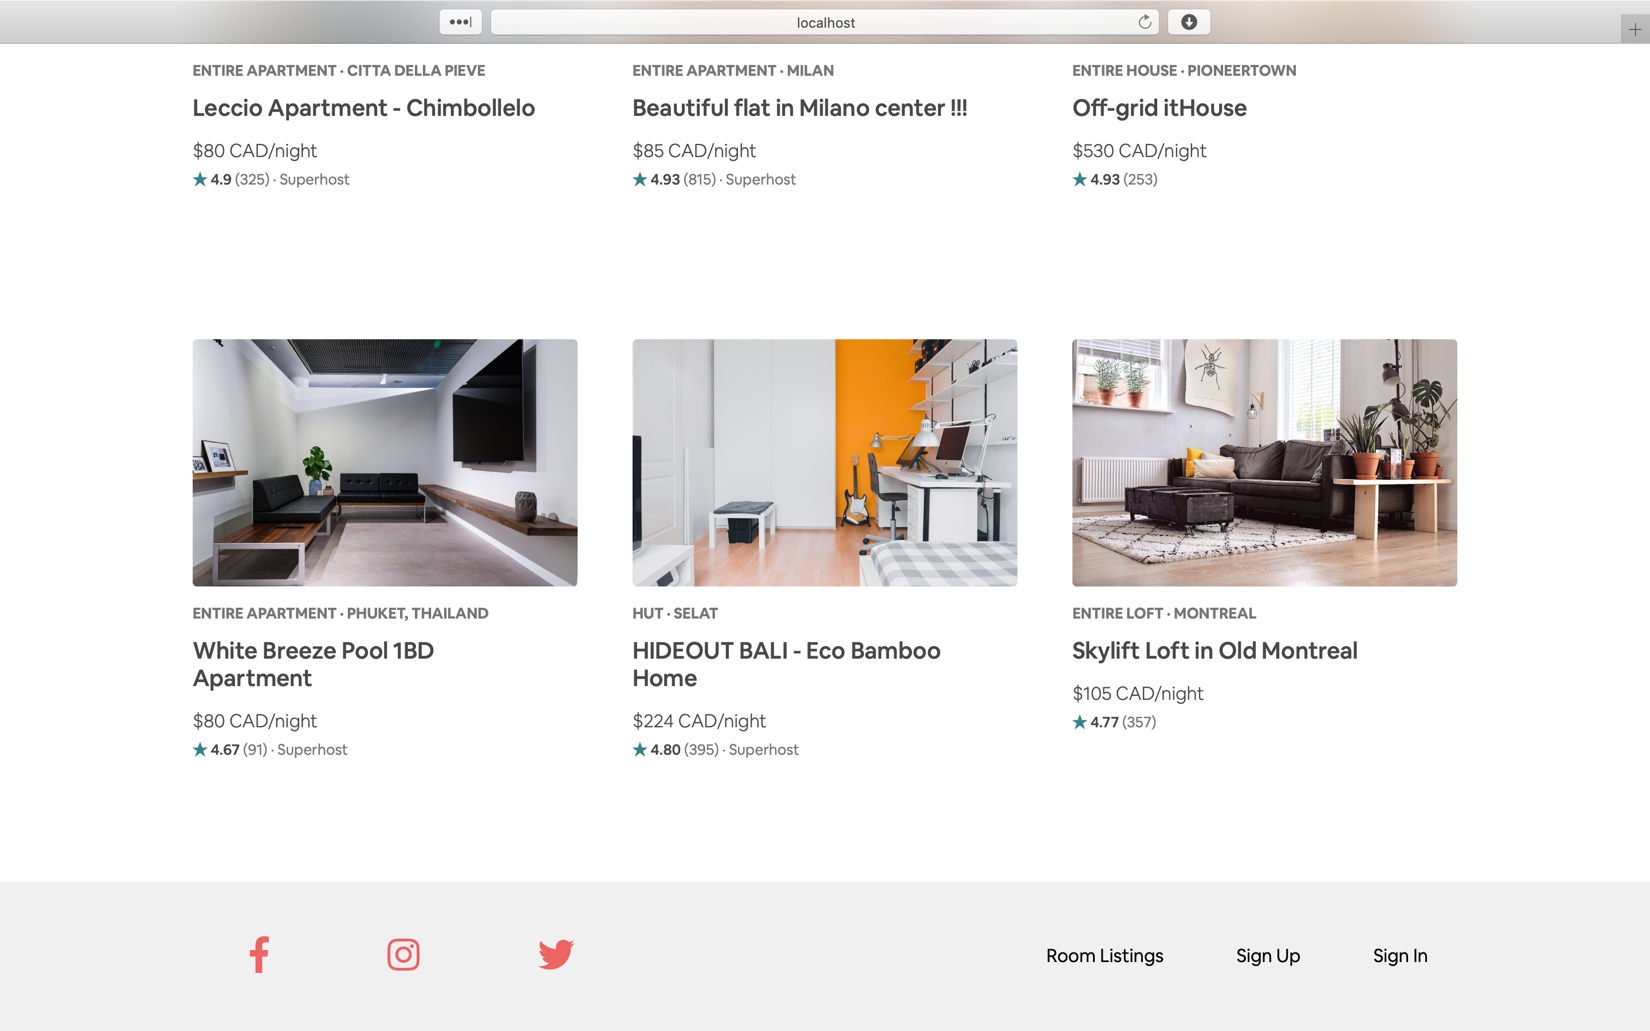 localhost
ENTIRE APARTMENT · CITTA DELLA PIEVE
Leccio Apartment - Chimbollelo
$80 CAD/night
4.9 (325) · Superhost
ENTIRE APARTMENT · MILAN
Beautiful flat in Milano center !!!
$85 CAD/night
4.93 (815) · Superhost
ENTIRE HOUSE · PIONEERTOWN
Off-grid itHouse
$530 CAD/night
4.93 (253)
ENTIRE APARTMENT · PHUKET, THAILAND
White Breeze Pool 1BD
Apartment
$80 CAD/night
4.67 (91) · Superhost
HUT · SELAT
HIDEOUT BALI - Eco Bamboo
Home
$224 CAD/night
4.80 (395) · Superhost
ENTIRE LOFT · MONTREAL
Skylift Loft in Old Montreal
$105 CAD/night
4.77 (357)
Room Listings
Sign Up
Sign In